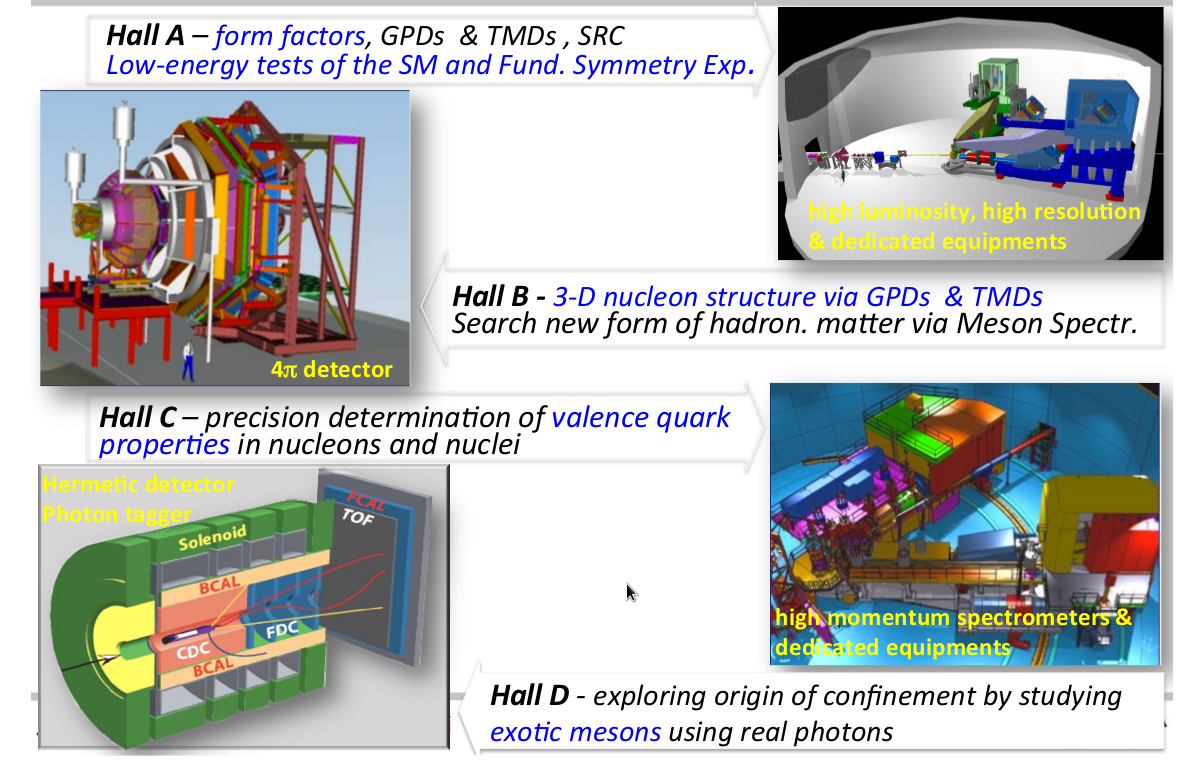 Hall A – form factors, GPDs & TMDs , SRC
Low-energy tests of the SM and Fund. Symmetry Exp.
high luminosity, high resolution
& dedicated equipments
Hall B - 3-D nucleon structure via GPDs & TMDs
Search new form of hadron. matter via Meson Spectr.
4π detector
Hall C – precision determination of valence quark
properties in nucleons and nuclei
Hermetic detector
Photon tagger
FCAL
TOF
Solenoid
BCAL
FDC
CDC
BCAL
high momentum spectrometers &
dedicated equipments
Hall D - exploring origin of confinement by studying
exotic mesons using real photons